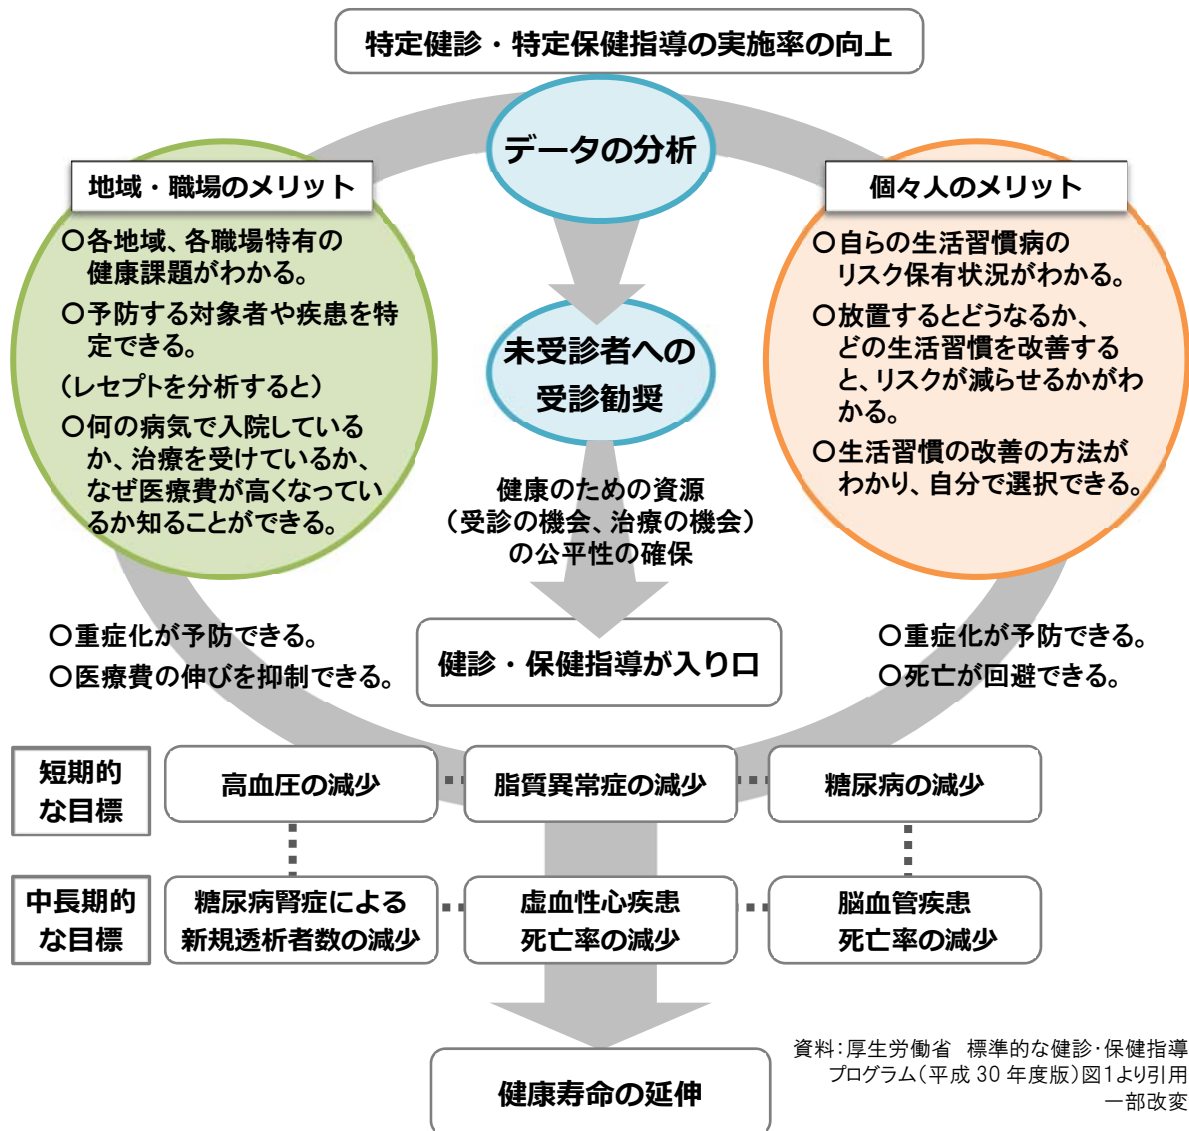 特定健診・特定保健指導の実施率の向上
データの分析
地域・職場のメリット
〇各地域、各職場特有の
健康課題がわかる。
〇予防する対象者や疾患を特
定できる。
(レセプトを分析すると)
〇何の病気で入院している
か、治療を受けているか、
なぜ医療費が高くなってい
るか知ることができる。
個々人のメリット
〇自らの生活習慣病の
リスク保有状況がわかる。
〇放置するとどうなるか、
どの生活習慣を改善する
と、リスクが減らせるかがわ
かる。
〇生活習慣の改善の方法が
わかり、自分で選択できる。
未受診者への
受診勧奨
健康のための資源
(受診の機会、治療の機会)
の公平性の確保
〇重症化が予防できる。
〇医療費の伸びを抑制できる。
健診・保健指導が入り口
〇重症化が予防できる。
〇死亡が回避できる。
短期的
な目標
高血圧の減少
脂質異常症の減少
糖尿病の減少
中長期的
な目標
糖尿病腎症による
新規透析者数の減少
虚血性心疾患
死亡率の減少
脳血管疾患
死亡率の減少
健康寿命の延伸
資料:厚生労働省 標準的な健診・保健指導
プログラム(平成 30 年度版)図1より引用
一部改変